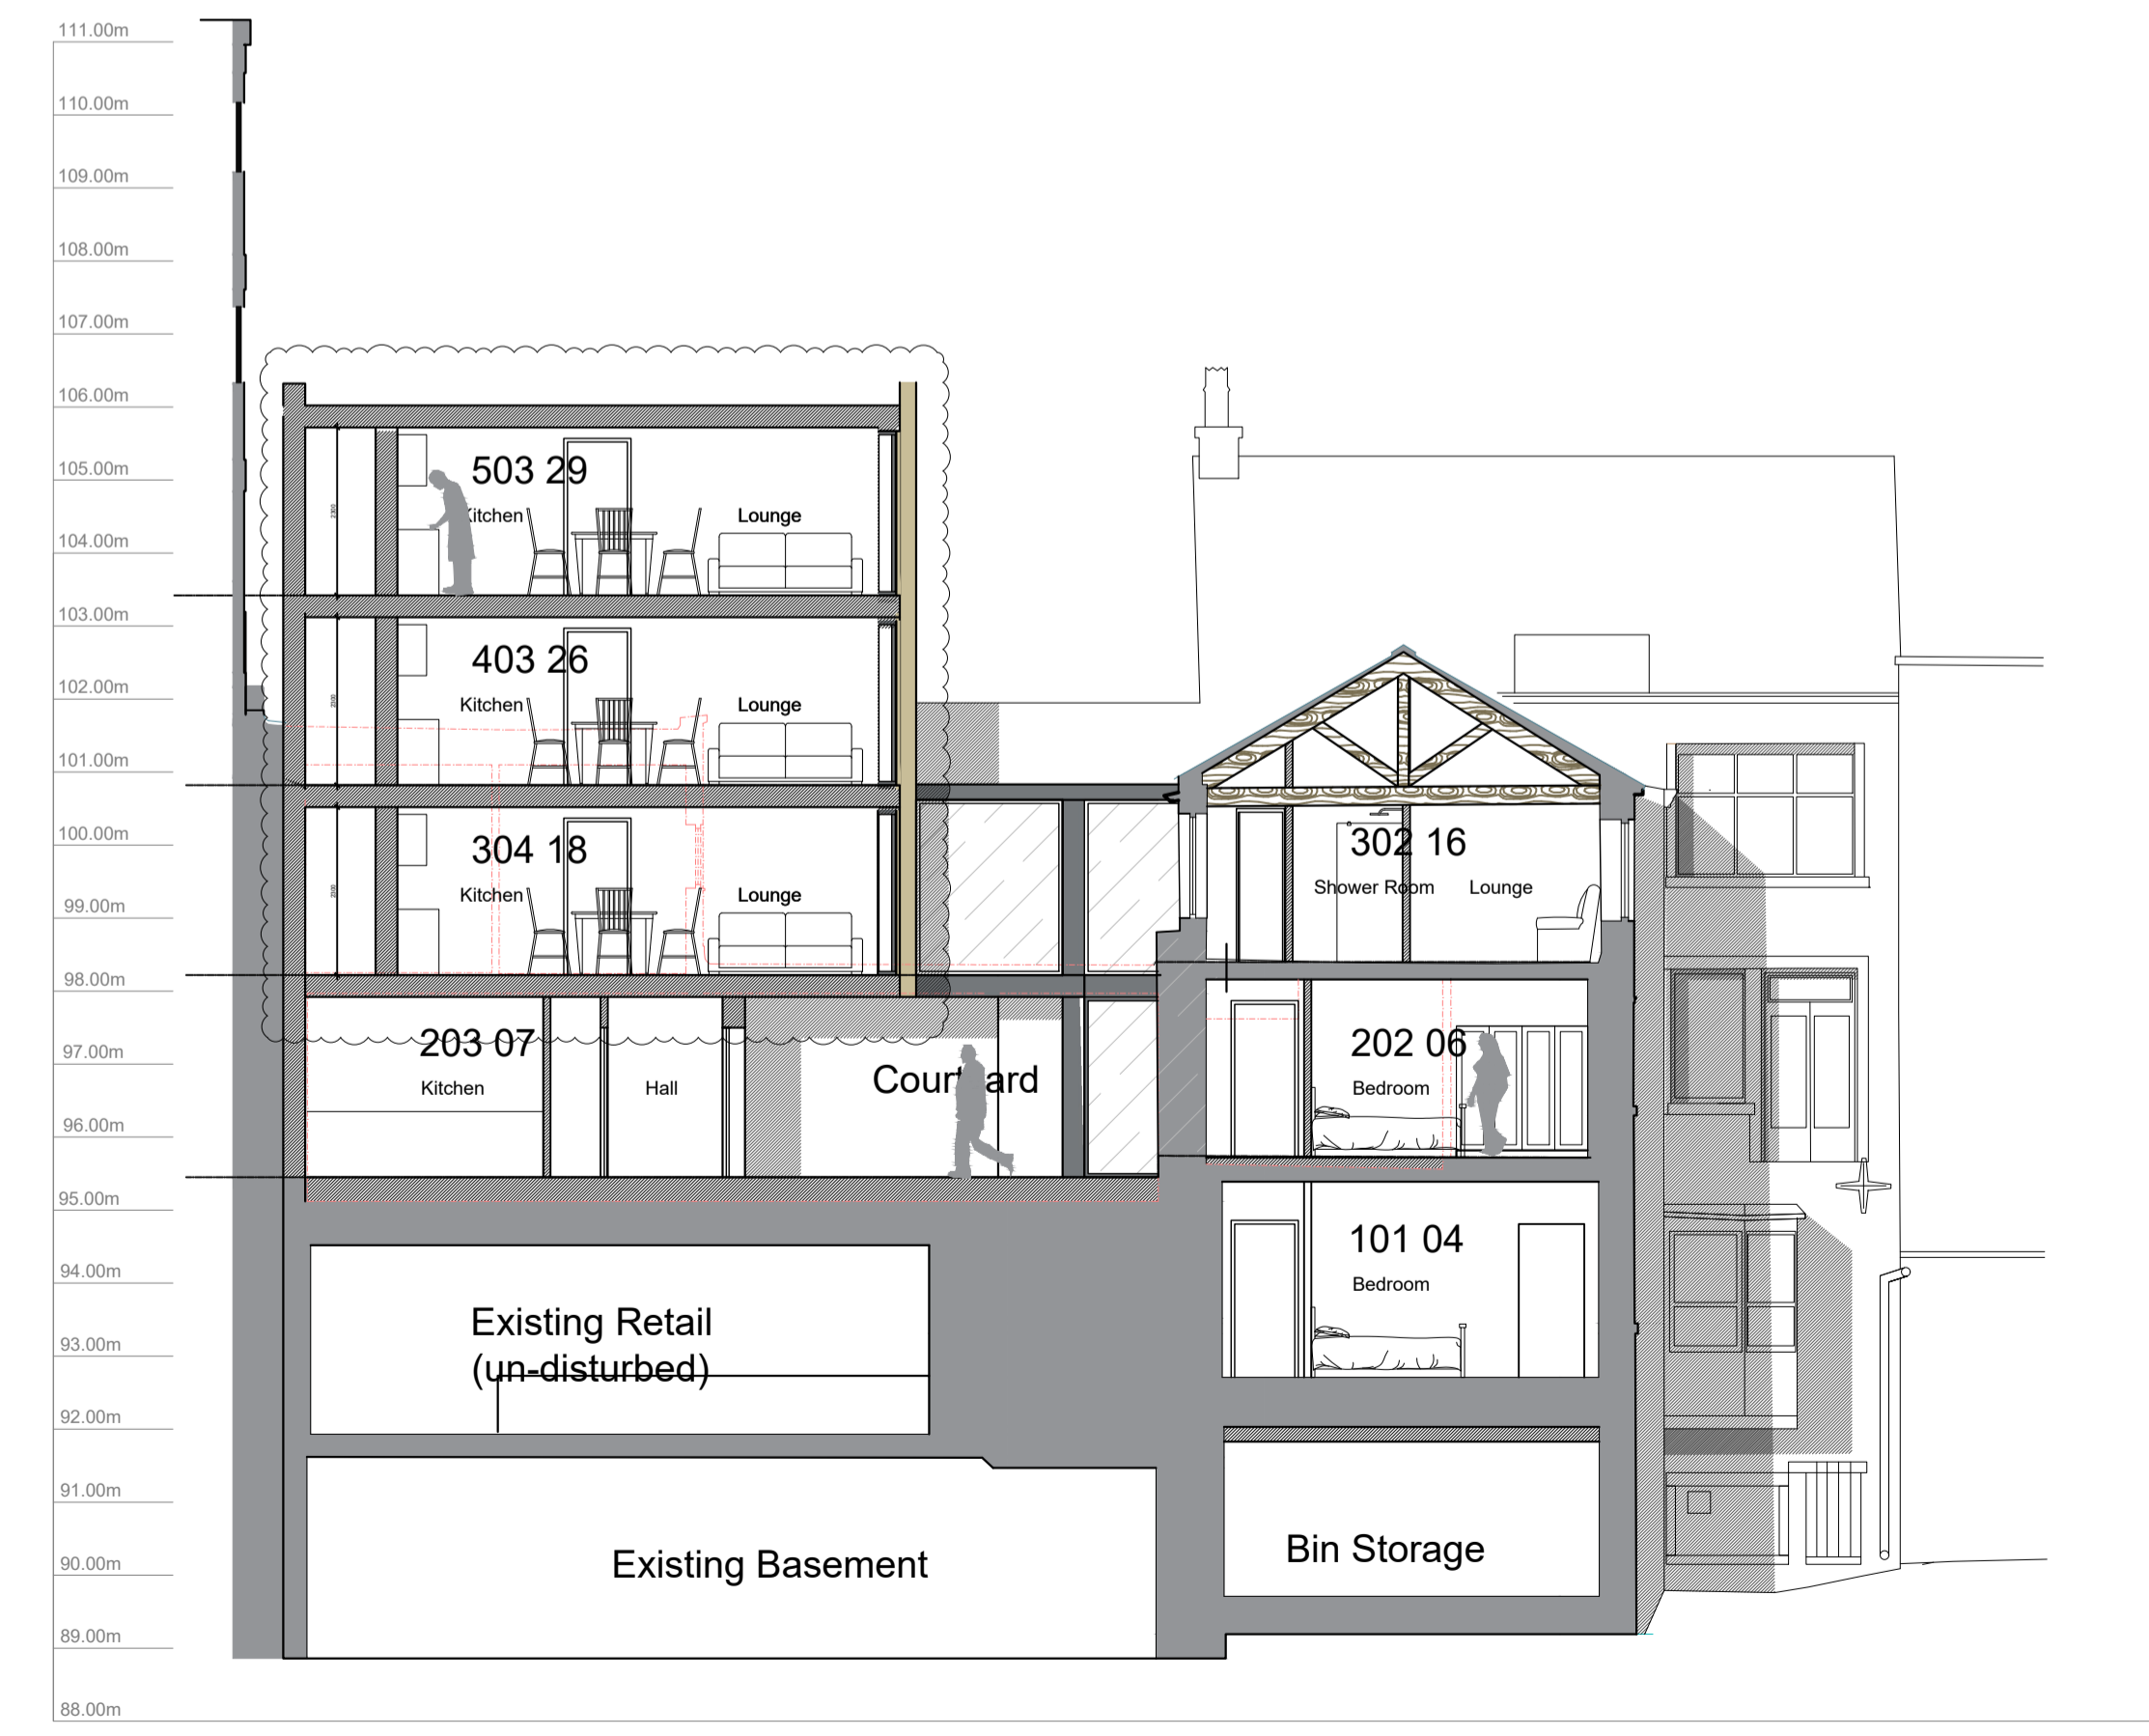 111.00m
110.00m
109.00m
108.00m
107.00m
106.00m
105.00m
104.00m
103.00m
102.00m
101.00m
100.00m
99.00m
98.00m
97.00m
96.00m
95.00m
94.00m
93.00m
92.00m
91.00m
90.00m
89.00m
88.00m
503 29
Kitchen
Lounge
2300
403 26
Kitchen
Lounge
2300
304 18
Kitchen
Lounge
2300
302 16
Shower Room
Lounge
203 07
Kitchen
Hall
Courtyard
202 06
Bedroom
101 04
Bedroom
Existing Retail
(un-disturbed)
Existing Basement
Bin Storage